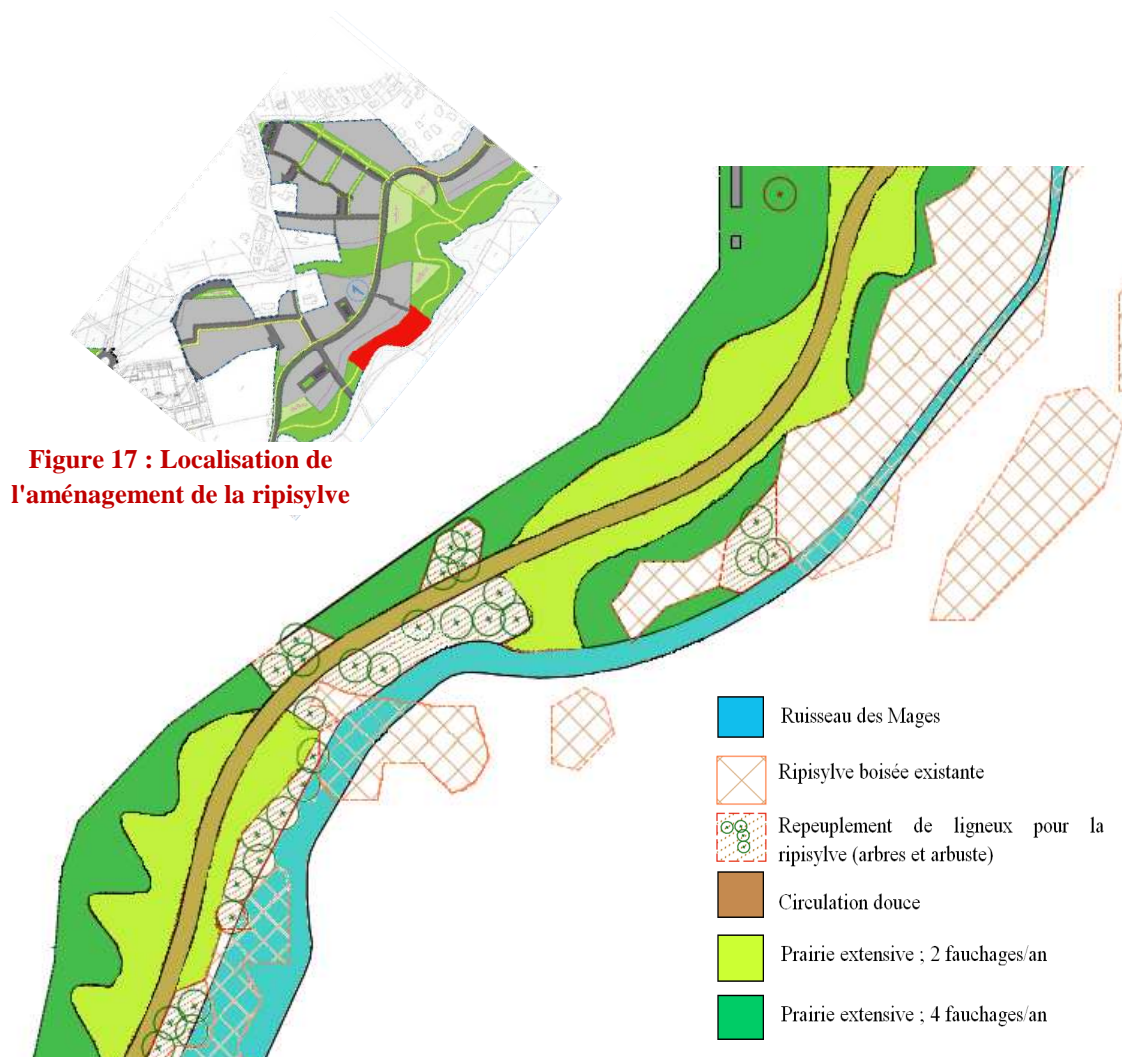 Figure 17 : Localisation de
l'aménagement de la ripisylve
Ruisseau des Mages
Ripisylve boisée existante
Repeuplement de ligneux pour la
ripisylve (arbres et arbuste)
Circulation douce
Prairie extensive ; 2 fauchages/an
Prairie extensive ; 4 fauchages/an